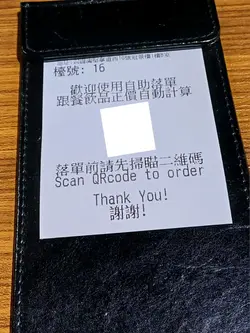 檯號: 16
歡迎使用自助落單
跟餐飲品正價自動計算
落單前請先掃瞄二維碼
Scan QRcode to order
Thank You!
謝謝!